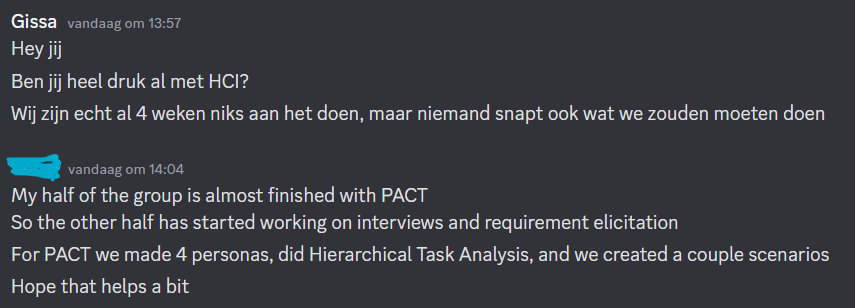 Gissa vandaag om 13:57
Hey jij
Ben jij heel druk al met HCI?
Wij zijn echt al 4 weken niks aan het doen, maar niemand snapt ook wat we zouden moeten doen
vandaag om 14:04
My half of the group is almost finished with PACT
So the other half has started working on interviews and requirement elicitation
For PACT we made 4 personas, did Hierarchical Task Analysis, and we created a couple scenarios
Hope that helps a bit